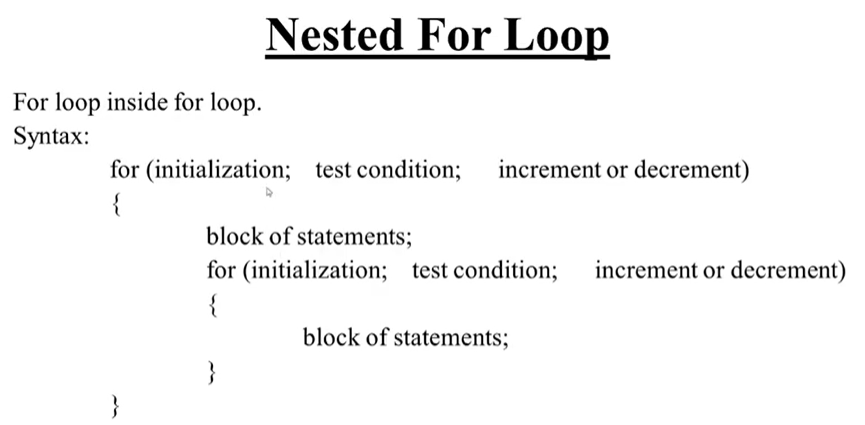 Nested For Loop
For loop inside for loop.
Syntax:
for (initialization; test condition; increment or decrement)
{
block of statements;
for (initialization; test condition; increment or decrement)
{
block of statements;
}
}